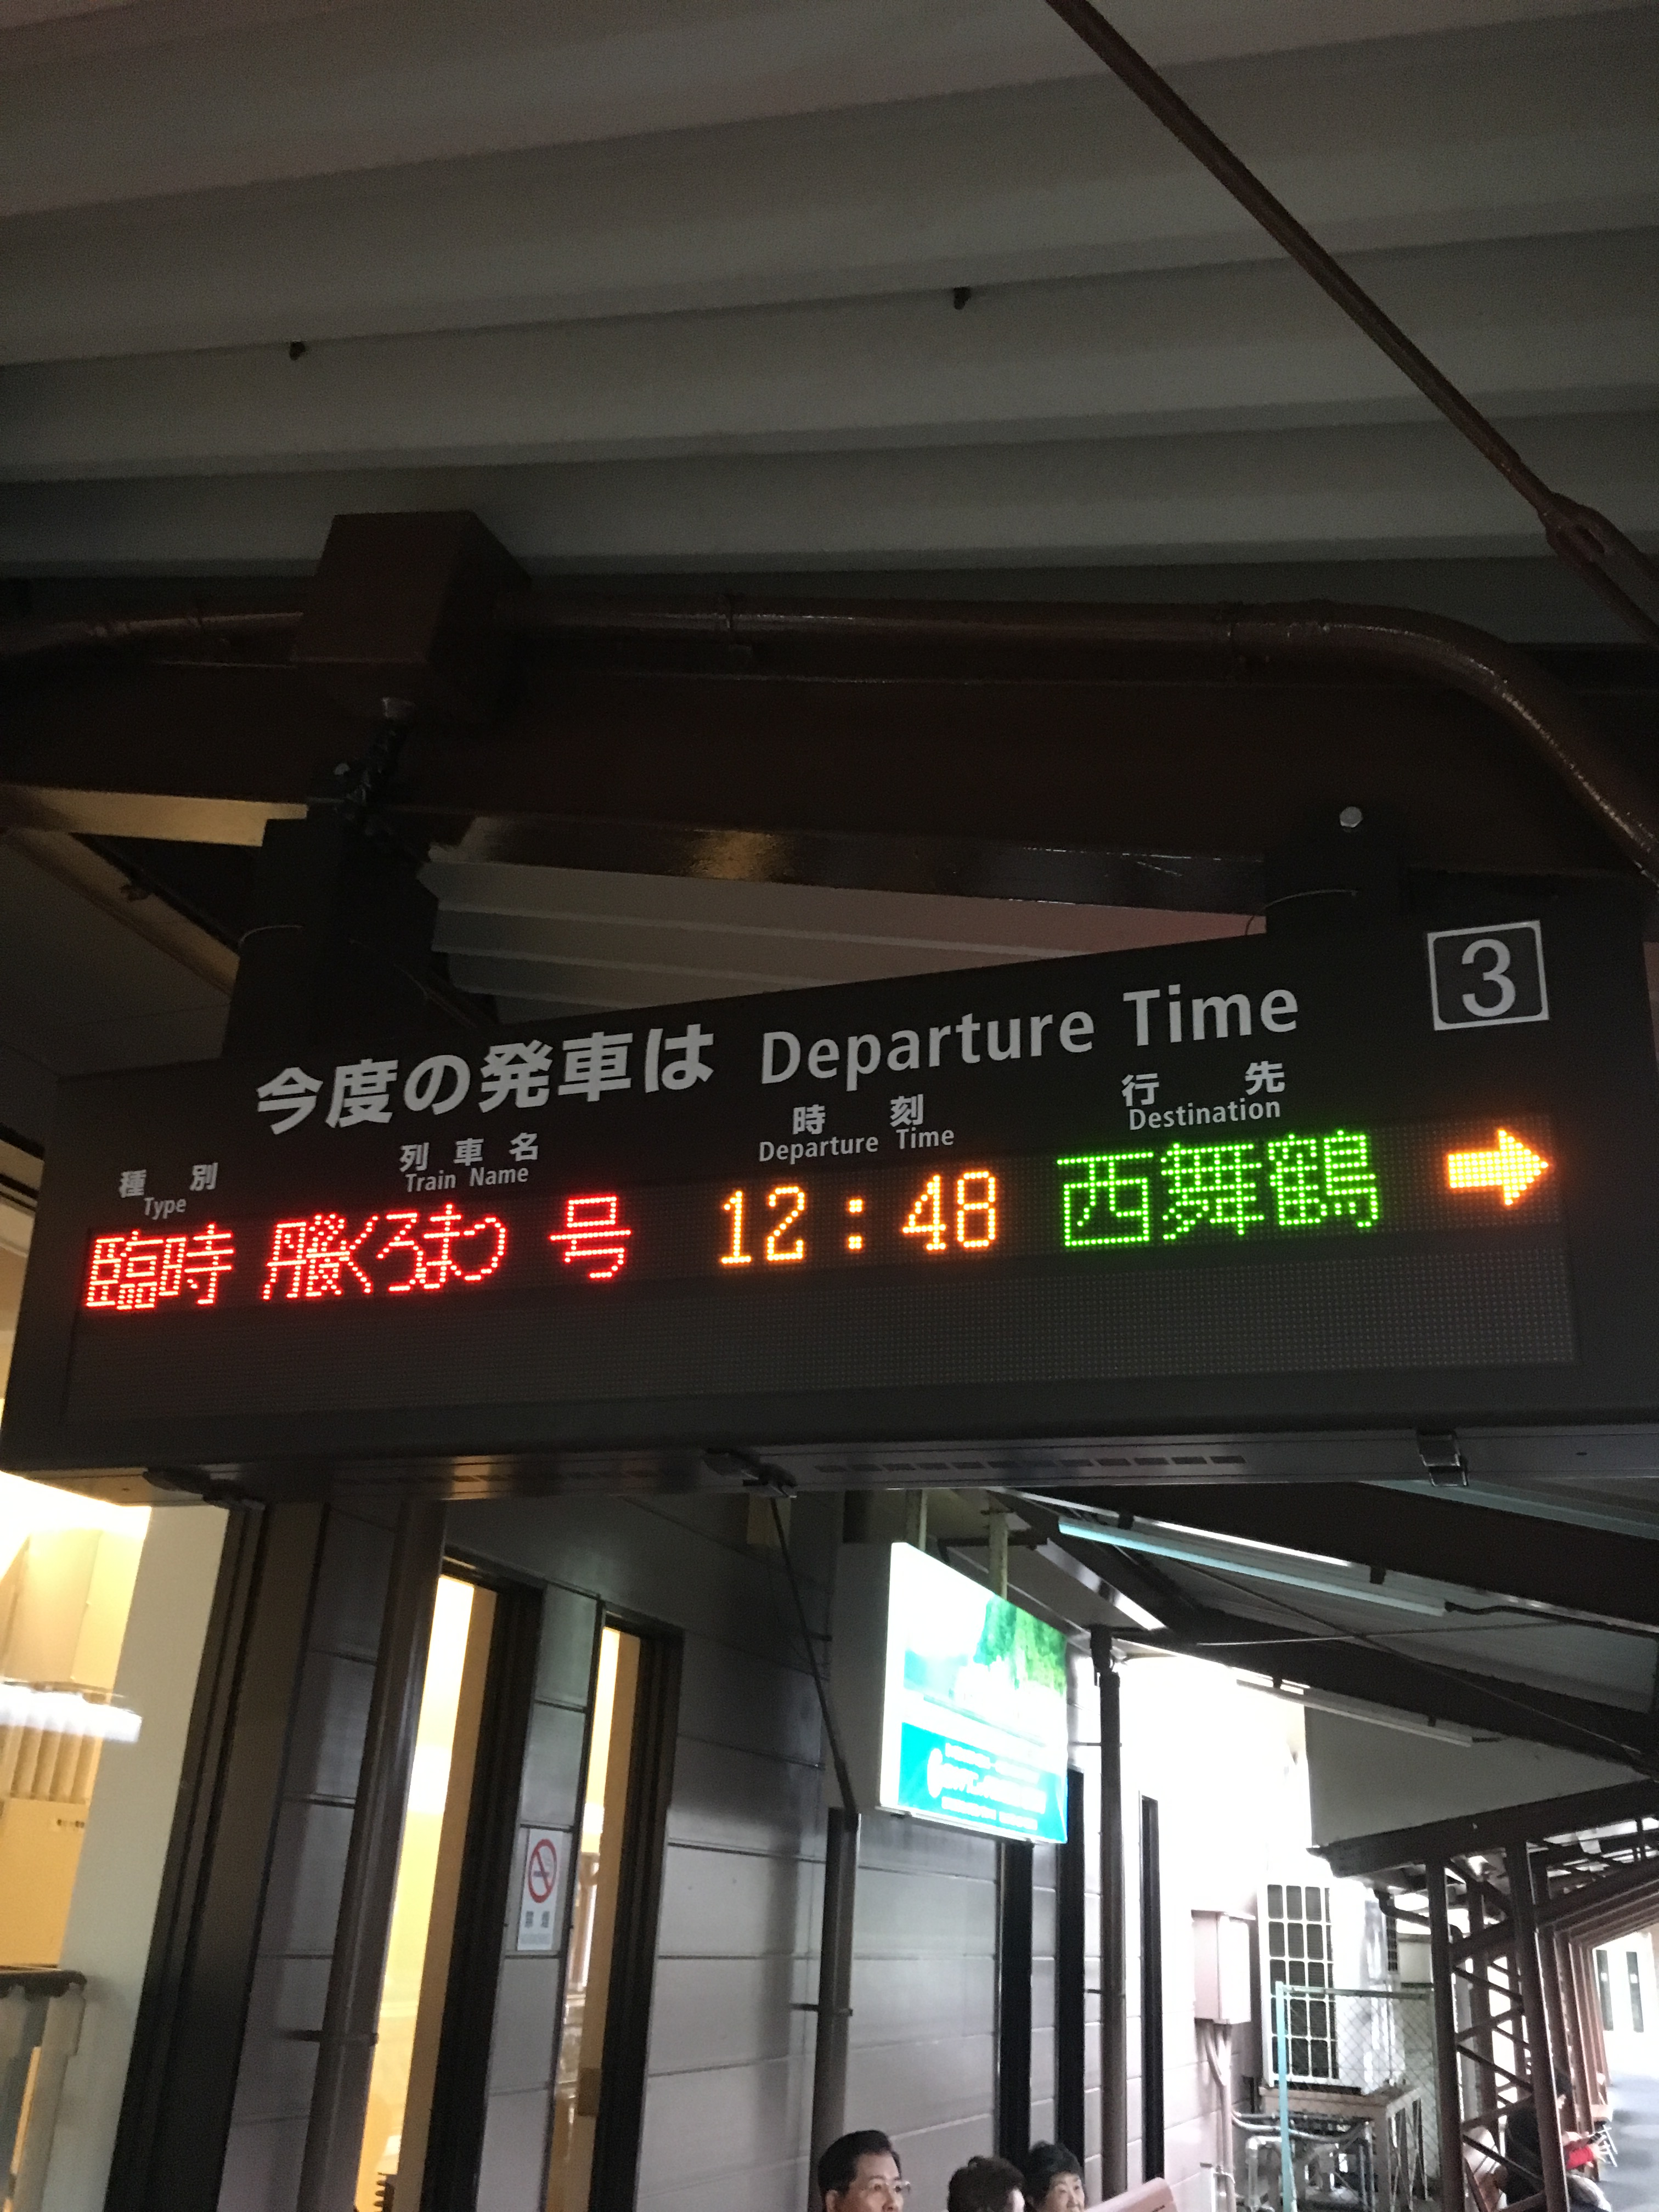 今度の発車は Departure Time 3
種別 列車名 時刻 行先
Type Train Name Departure Time Destination
臨時 丹後くろまつ 号 12:48 西舞鶴 →
禁煙